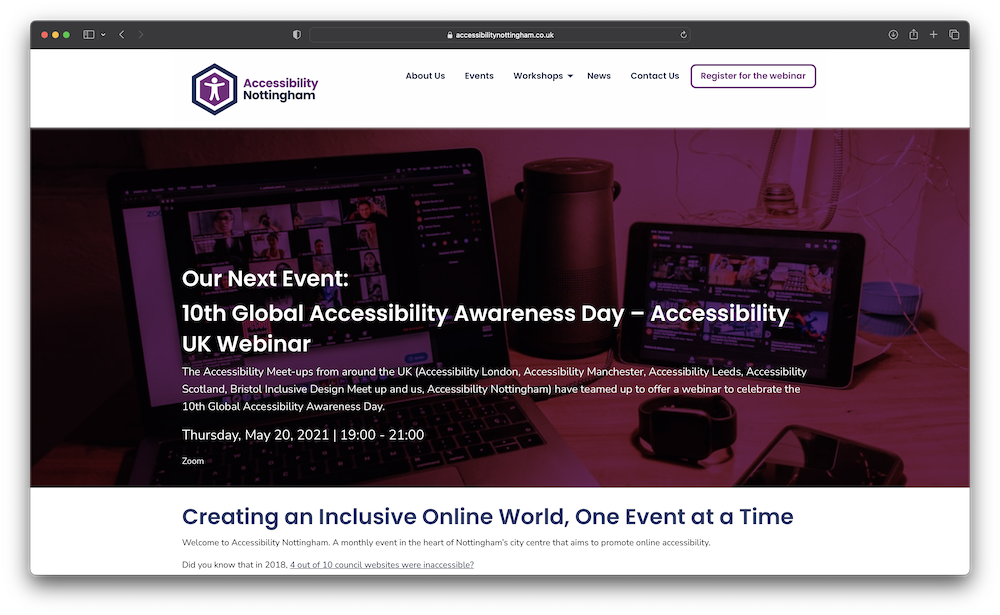 accessibilitynottingham.co.uk
Accessibility
Nottingham
About Us Events Workshops News Contact Us Register for the webinar
Our Next Event:
10th Global Accessibility Awareness Day – Accessibility
UK Webinar
The Accessibility Meet-ups from around the UK (Accessibility London, Accessibility Manchester, Accessibility Leeds, Accessibility
Scotland, Bristol Inclusive Design Meet up and us, Accessibility Nottingham) have teamed up to offer a webinar to celebrate the
10th Global Accessibility Awareness Day.
Thursday, May 20, 2021 | 19:00 - 21:00
Zoom
Creating an Inclusive Online World, One Event at a Time
Welcome to Accessibility Nottingham. A monthly event in the heart of Nottingham's city centre that aims to promote online accessibility.
Did you know that in 2018, 4 out of 10 council websites were inaccessible?